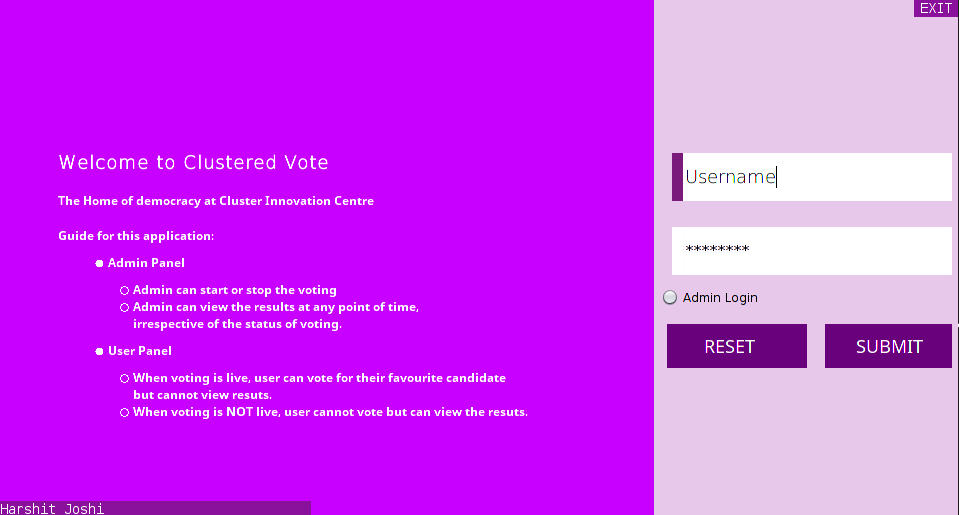 EXIT
Welcome to Clustered Vote
The Home of democracy at Cluster Innovation Centre
Guide for this application:
Admin Panel
Admin can start or stop the voting
Admin can view the results at any point of time,
irrespective of the status of voting.
User Panel
When voting is live, user can vote for their favourite candidate
but cannot view resuts.
When voting is NOT live, user cannot vote but can view the resuts.
Harshit Joshi
Username
********
Admin Login
RESET
SUBMIT